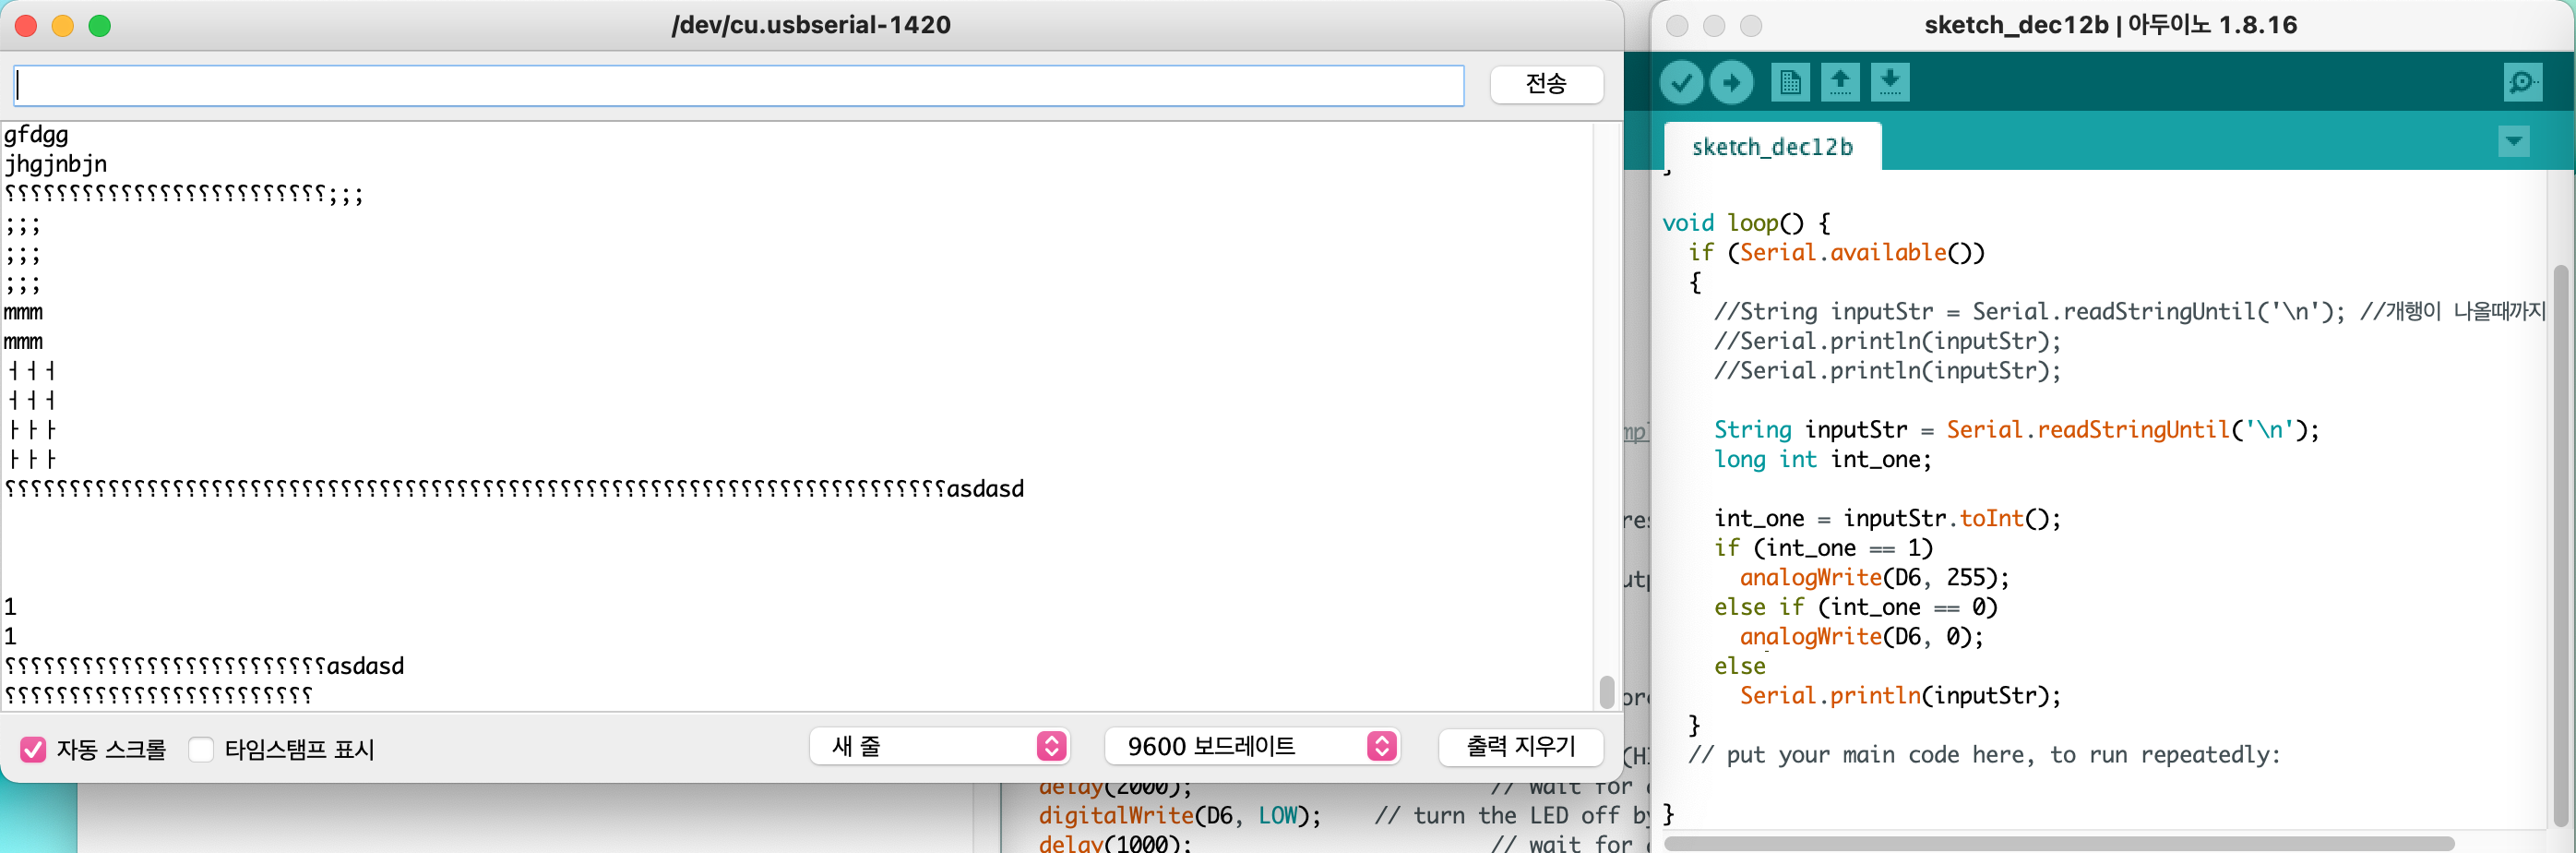 /dev/cu.usbserial-1420
전송
gfdgg
jhgjnbjn
⸮⸮⸮⸮⸮⸮⸮⸮⸮⸮⸮⸮⸮⸮⸮⸮⸮⸮⸮⸮⸮⸮⸮⸮⸮;;;
;;;
;;;
;;;
mmm
mmm
ㅓㅓㅓ
ㅓㅓㅓ
ㅏㅏㅏ
ㅏㅏㅏ
⸮⸮⸮⸮⸮⸮⸮⸮⸮⸮⸮⸮⸮⸮⸮⸮⸮⸮⸮⸮⸮⸮⸮⸮⸮⸮⸮⸮⸮⸮⸮⸮⸮⸮⸮⸮⸮⸮⸮⸮⸮⸮⸮⸮⸮⸮⸮⸮⸮⸮⸮⸮⸮⸮⸮⸮⸮⸮⸮⸮⸮⸮⸮⸮⸮⸮⸮⸮⸮⸮⸮⸮⸮asdasd
1
1
⸮⸮⸮⸮⸮⸮⸮⸮⸮⸮⸮⸮⸮⸮⸮⸮⸮⸮⸮⸮⸮⸮⸮⸮⸮asdasd
⸮⸮⸮⸮⸮⸮⸮⸮⸮⸮⸮⸮⸮⸮⸮⸮⸮⸮⸮⸮⸮⸮⸮⸮
자동 스크롤 타임스탬프 표시 새 줄 9600 보드레이트 출력 지우기
sketch_dec12b | 아두이노 1.8.16
sketch_dec12b
}
void loop() {
if (Serial.available())
{
//String inputStr = Serial.readStringUntil('\n'); //개행이 나올때까지
//Serial.println(inputStr);
//Serial.println(inputStr);
String inputStr = Serial.readStringUntil('\n');
long int int_one;
int_one = inputStr.toInt();
if (int_one == 1)
analogWrite(D6, 255);
else if (int_one == 0)
analogWrite(D6, 0);
else
Serial.println(inputStr);
}
// put your main code here, to run repeatedly:
}
delay(2000); // wait for
digitalWrite(D6, LOW); // turn the LED off by
delay(1000); // wait for